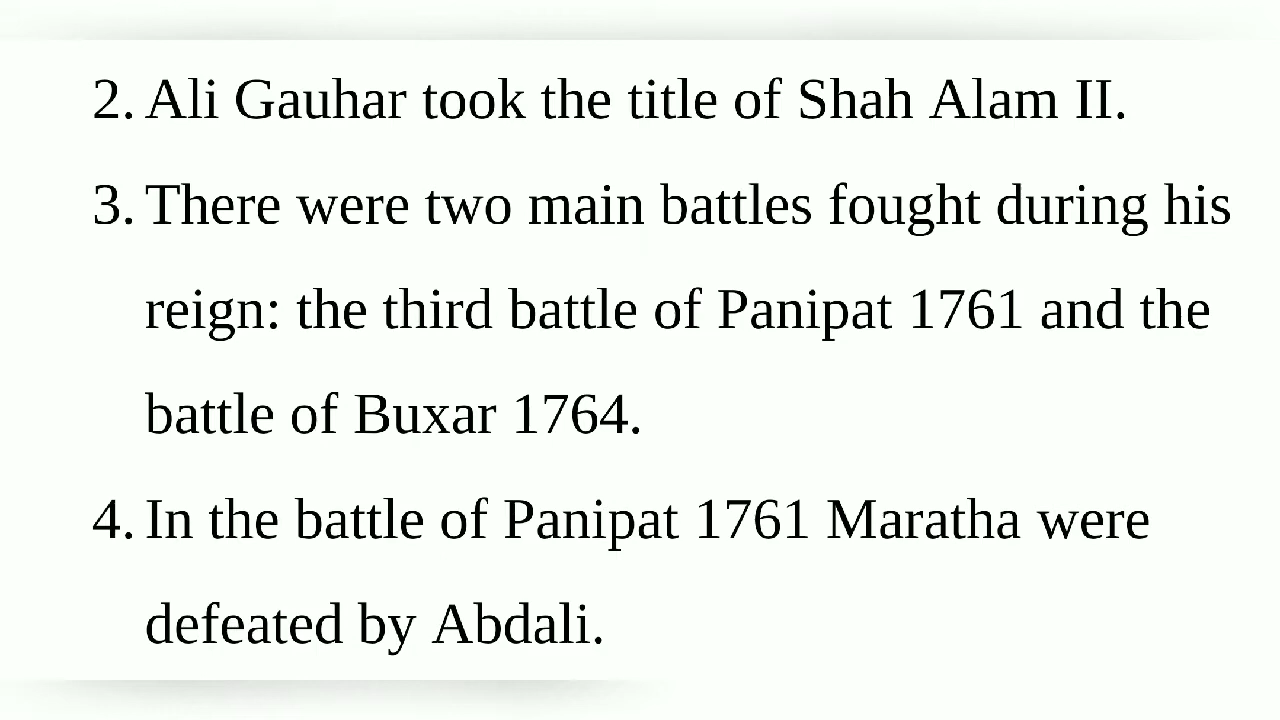 2. Ali Gauhar took the title of Shah Alam II.
3. There were two main battles fought during his
reign: the third battle of Panipat 1761 and the
battle of Buxar 1764.
4. In the battle of Panipat 1761 Maratha were
defeated by Abdali.